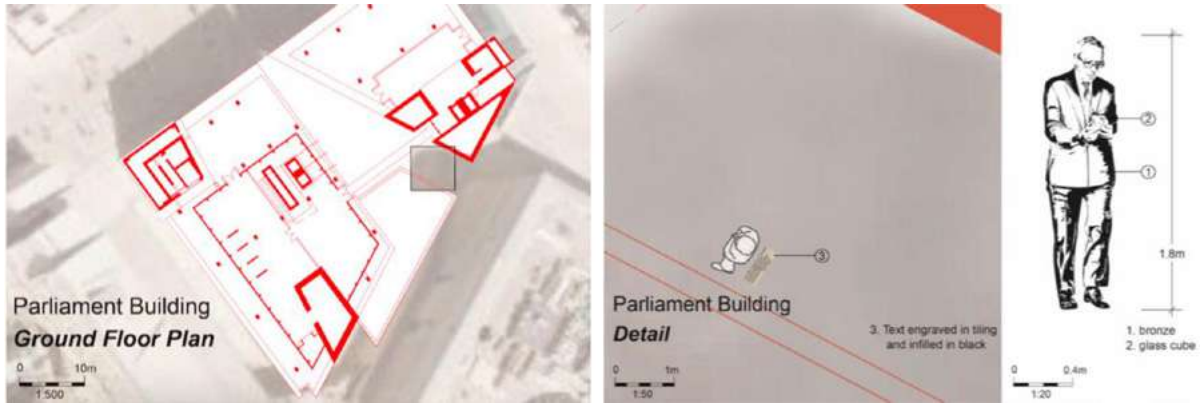 Parliament Building
Ground Floor Plan
0 10m
1:500
3
Parliament Building
Detail
0 1m
1:50
3. Text engraved in tiling
and infilled in black
2
1
1.8m
1. bronze
2. glass cube
0 0.4m
1:20